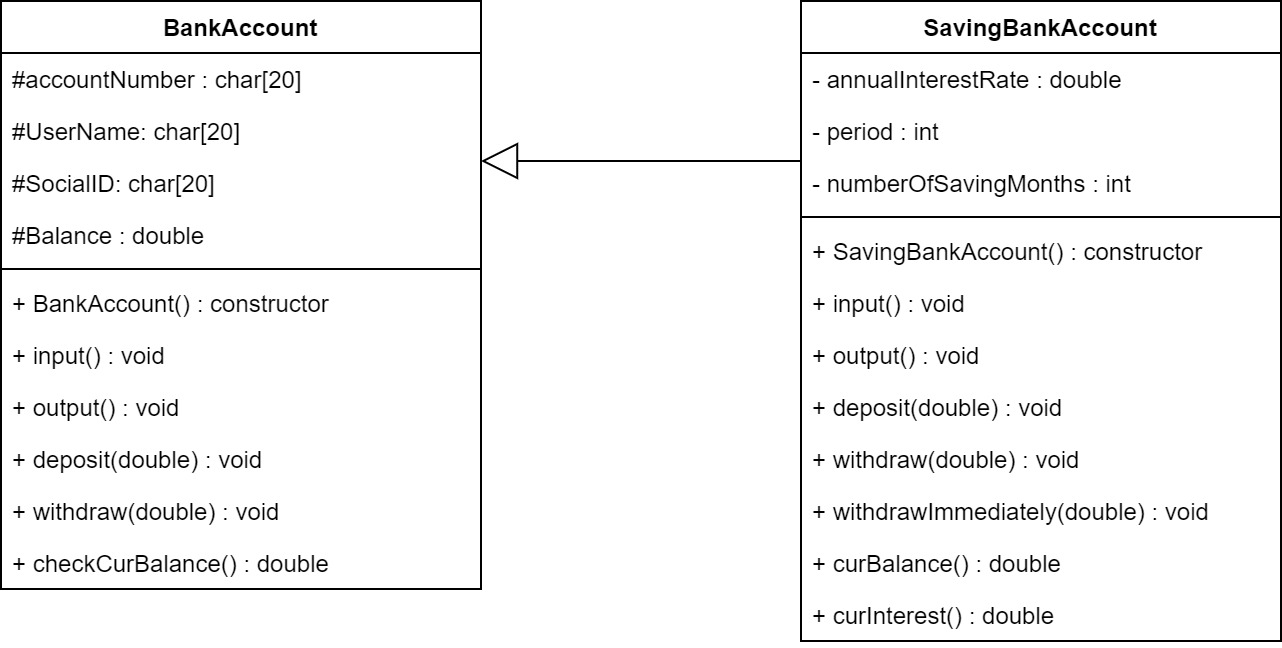 BankAccount
#accountNumber : char[20]
#UserName: char[20]
#SocialID: char[20]
#Balance : double
+ BankAccount() : constructor
+ input() : void
+ output() : void
+ deposit(double) : void
+ withdraw(double) : void
+ checkCurBalance() : double
SavingBankAccount
- annualInterestRate : double
- period : int
- numberOfSavingMonths : int
+ SavingBankAccount() : constructor
+ input() : void
+ output() : void
+ deposit(double) : void
+ withdraw(double) : void
+ withdrawImmediately(double) : void
+ curBalance() : double
+ curInterest() : double